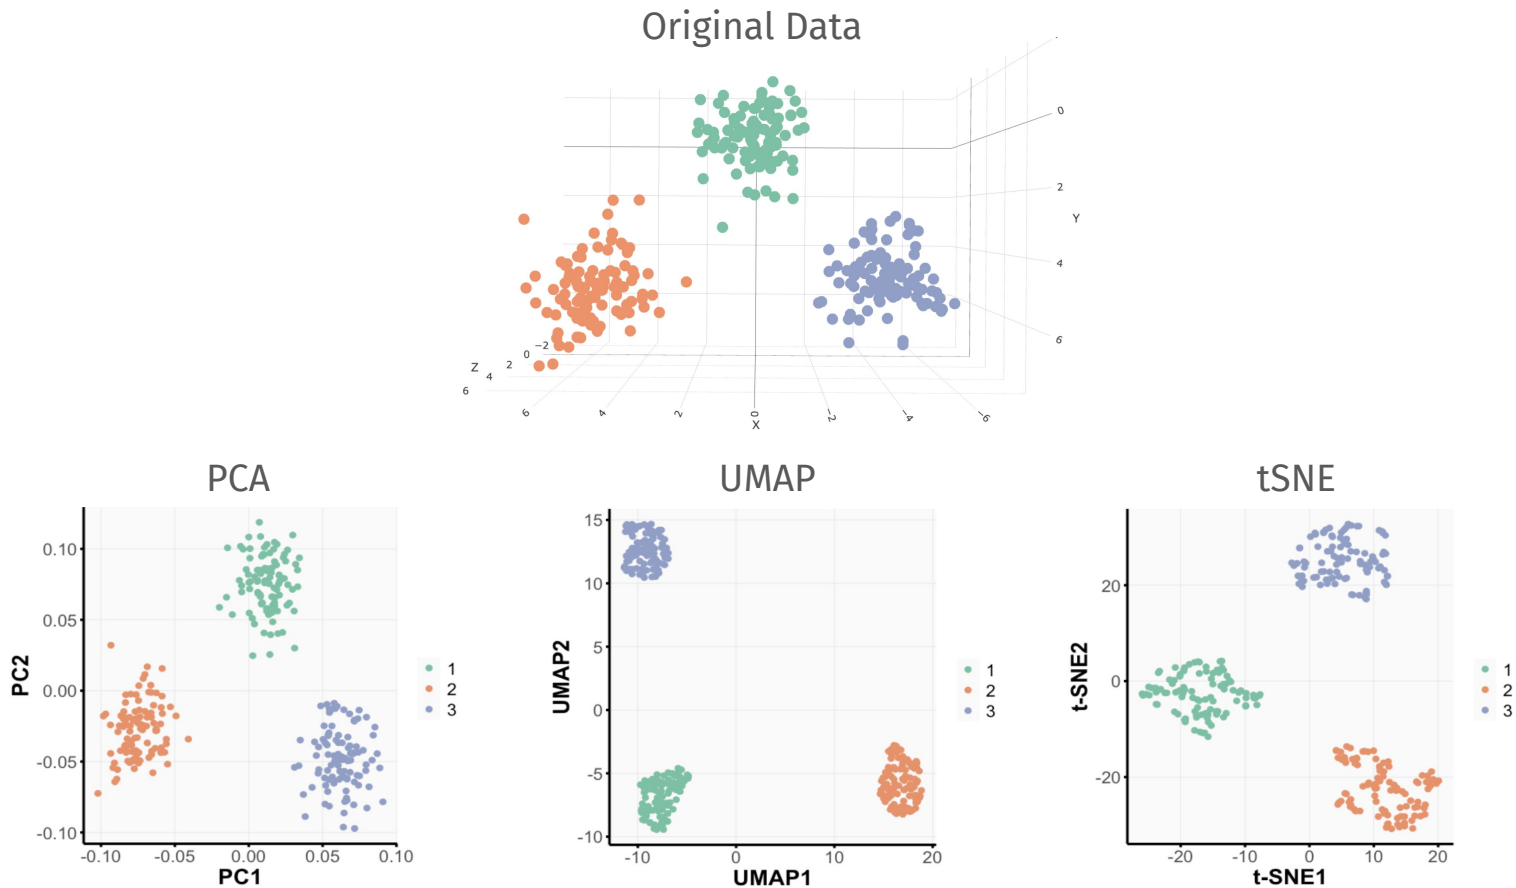 Original Data
0
2
Y
4
6
−2
0
2
Z
4
6
6
4
2
0
−2
−4
−6
X
PCA
UMAP
tSNE
0.10
0.05
0.00
-0.05
-0.10
PC2
-0.10 -0.05 0.00 0.05 0.10
PC1
1
2
3
15
10
5
0
-5
-10
UMAP2
-10 0 10 20
UMAP1
1
2
3
20
0
-20
t-SNE2
-20 -10 0 10 20
t-SNE1
1
2
3